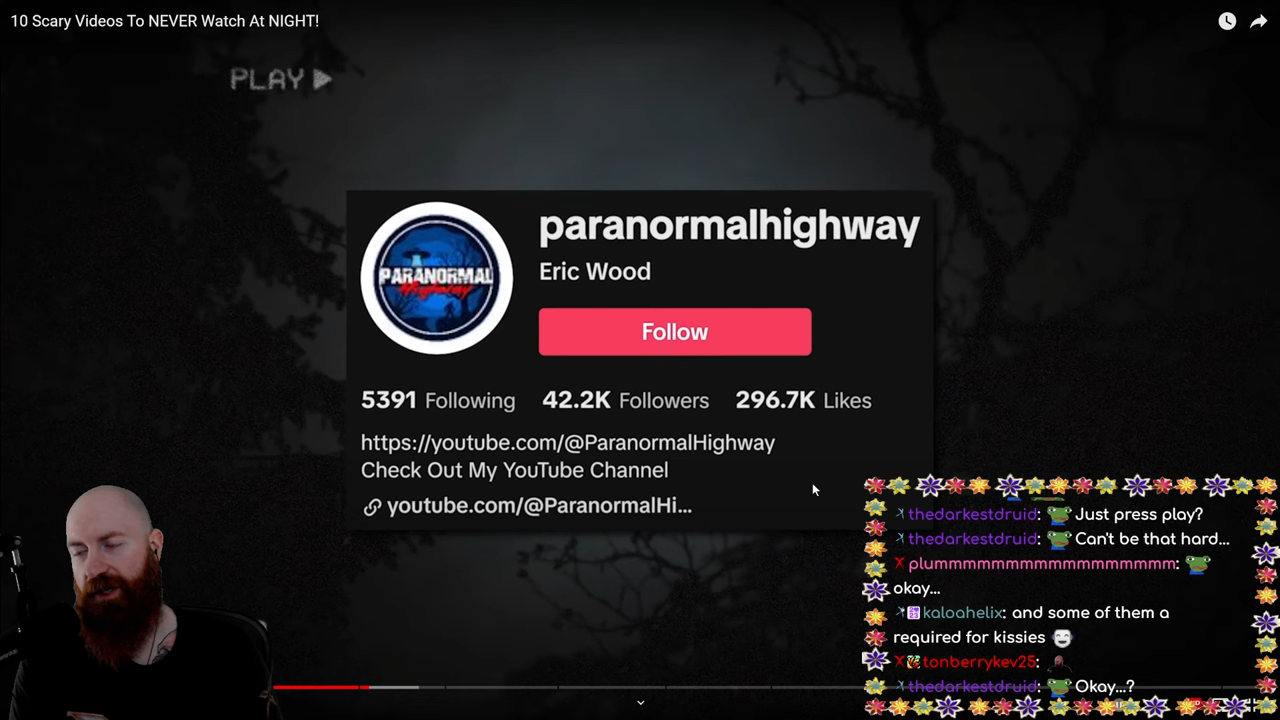 10 Scary Videos To NEVER Watch At NIGHT!
PLAY
PARANORMAL
Highway
paranormalhighway
Eric Wood
Follow
5391 Following 42.2K Followers 296.7K Likes
https://youtube.com/@ParanormalHighway
Check Out My YouTube Channel
youtube.com/@ParanormalHi...
thedarkestdruid: Just press play?
thedarkestdruid: Can't be that hard...
plummmmmmmmmmmmmmmmmm:
okay...
kaloahelix: and some of them a
required for kissies
tonberrykev25:
thedarkestdruid: Okay...?